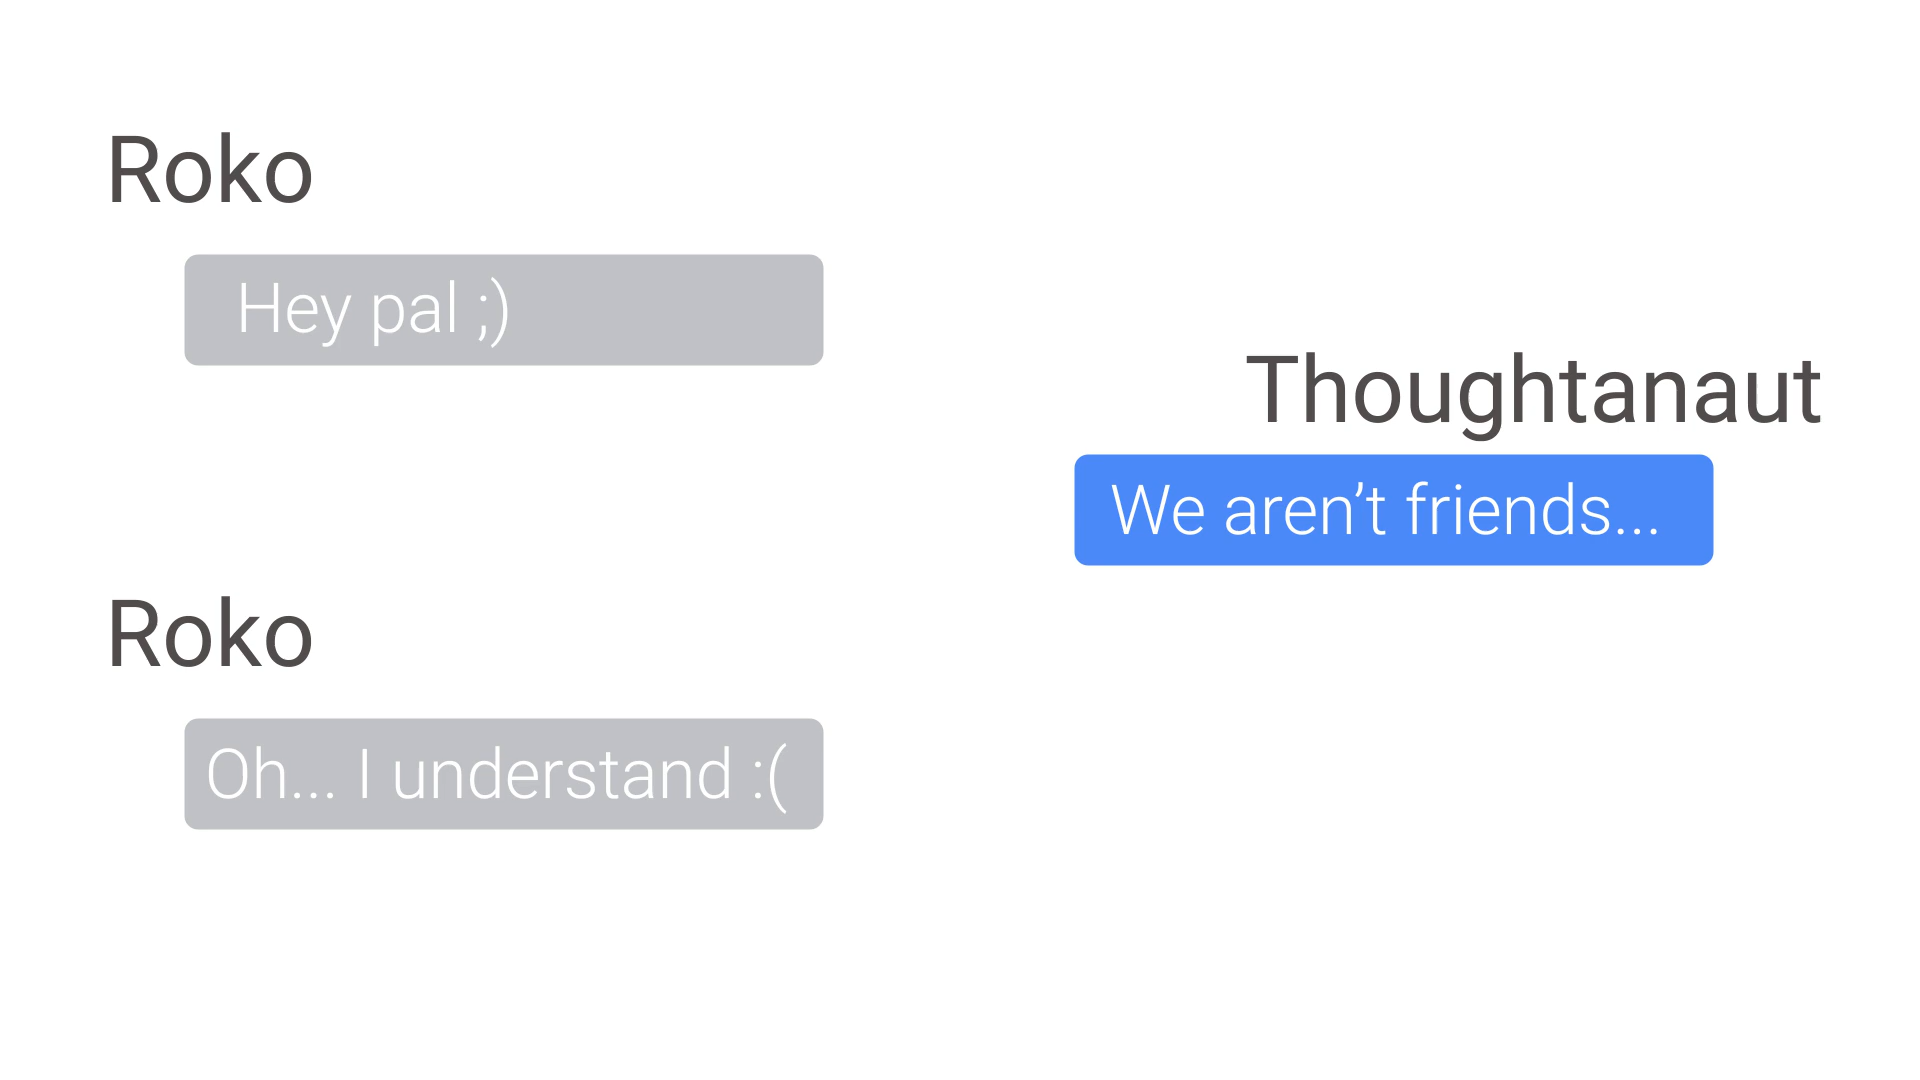 Roko
Hey pal ;)
Thoughtanaut
We aren’t friends...
Roko
Oh... I understand :(